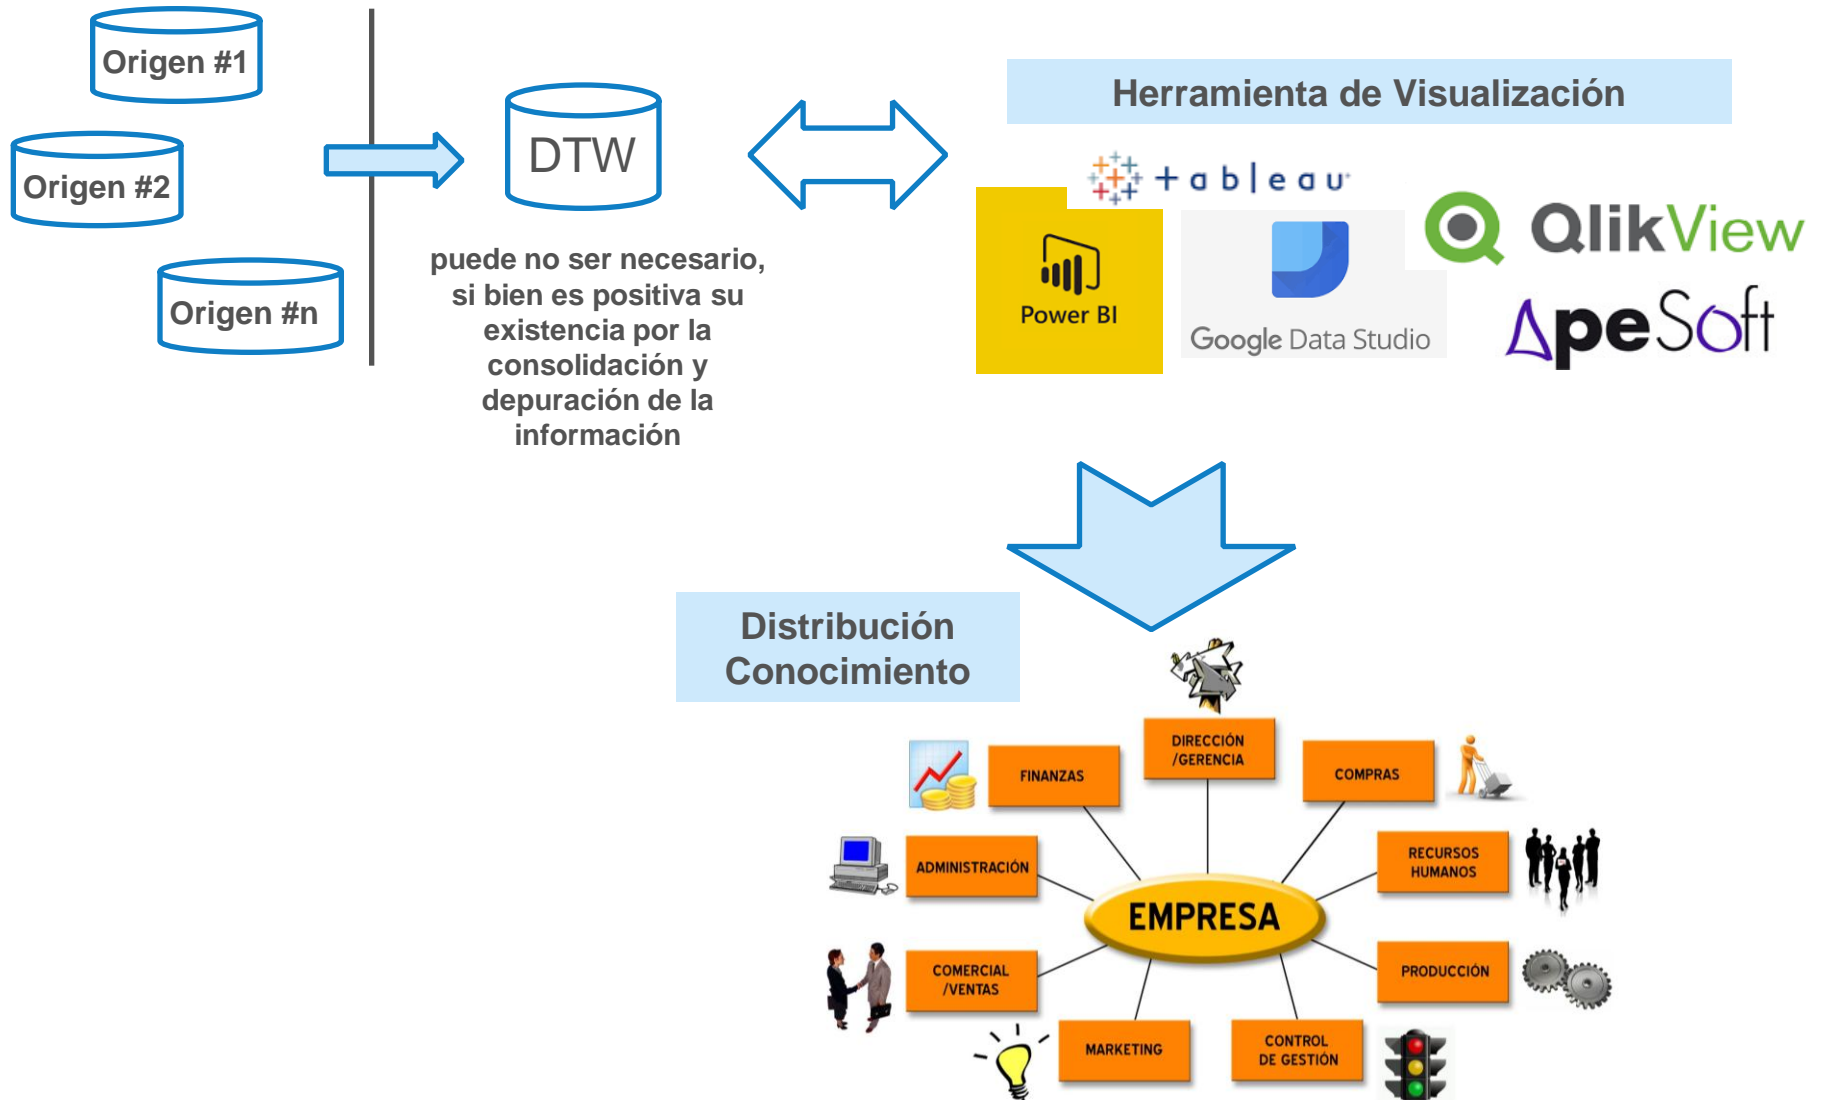 Origen #1
Origen #2
Origen #n
DTW
puede no ser necesario,
si bien es positiva su
existencia por la
consolidación y
depuración de la
información
Herramienta de Visualización
+ableau
Power BI
Google Data Studio
QlikView
ApeSoft
Distribución
Conocimiento
DIRECCIÓN
/GERENCIA
FINANZAS
COMPRAS
ADMINISTRACIÓN
RECURSOS
HUMANOS
EMPRESA
COMERCIAL
/VENTAS
PRODUCCIÓN
MARKETING
CONTROL
DE GESTIÓN